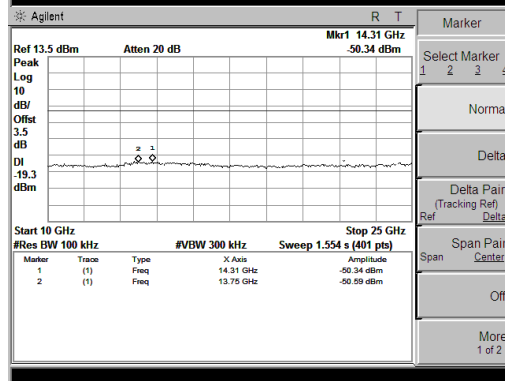 Agilent R T
Mkr1 14.31 GHz
Ref 13.5 dBm Atten 20 dB -50.34 dBm
Peak
Log
10
dB/
Offst
3.5
dB
DI
-19.3
dBm
2 1
Start 10 GHz Stop 25 GHz
#Res BW 100 kHz #VBW 300 kHz Sweep 1.554 s (401 pts)
Marker Trace Type X Axis Amplitude
1 (1) Freq 14.31 GHz -50.34 dBm
2 (1) Freq 13.75 GHz -50.59 dBm
Marker
Select Marker
1 2 3 4
Norma
Delta
Delta Pair
(Tracking Ref)
Ref Delta
Span Pair
Span Center
Off
More
1 of 2